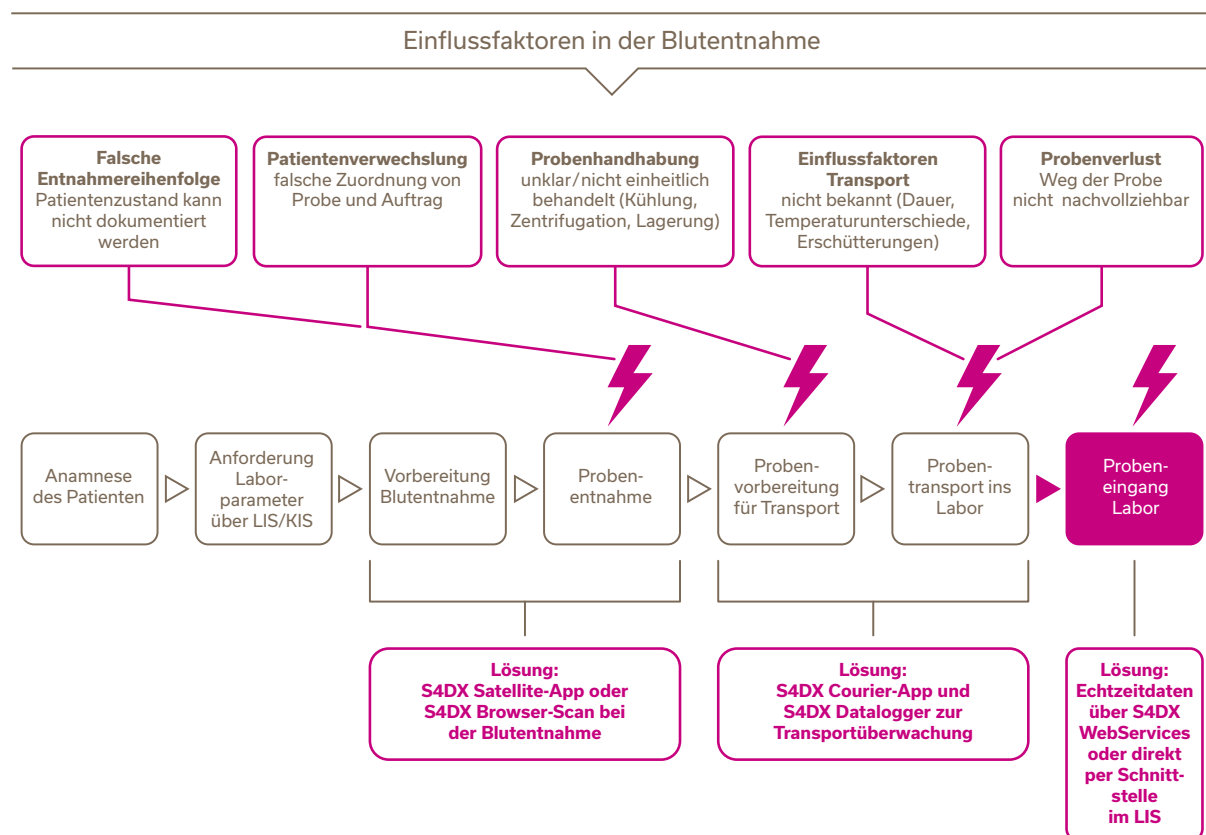 Einflussfaktoren in der Blutentnahme
Falsche
Entnahmereihenfolge
Patientenzustand kann
nicht dokumentiert
werden
Patientenverwechslung
falsche Zuordnung von
Probe und Auftrag
Probenhandhabung
unklar/nicht einheitlich
behandelt (Kühlung,
Zentrifugation, Lagerung)
Einflussfaktoren
Transport
nicht bekannt (Dauer,
Temperaturunterschiede,
Erschütterungen)
Probenverlust
Weg der Probe
nicht nachvollziehbar
Anamnese
des Patienten
Anforderung
Labor-
parameter
über LIS/KIS
Vorbereitung
Blutentnahme
Proben-
entnahme
Proben-
vorbereitung
für Transport
Proben-
transport ins
Labor
Proben-
eingang
Labor
Lösung:
S4DX Satellite-App oder
S4DX Browser-Scan bei
der Blutentnahme
Lösung:
S4DX Courier-App und
S4DX Datalogger zur
Transportüberwachung
Lösung:
Echtzeitdaten
über S4DX
WebServices
oder direkt
per Schnitt-
stelle
im LIS